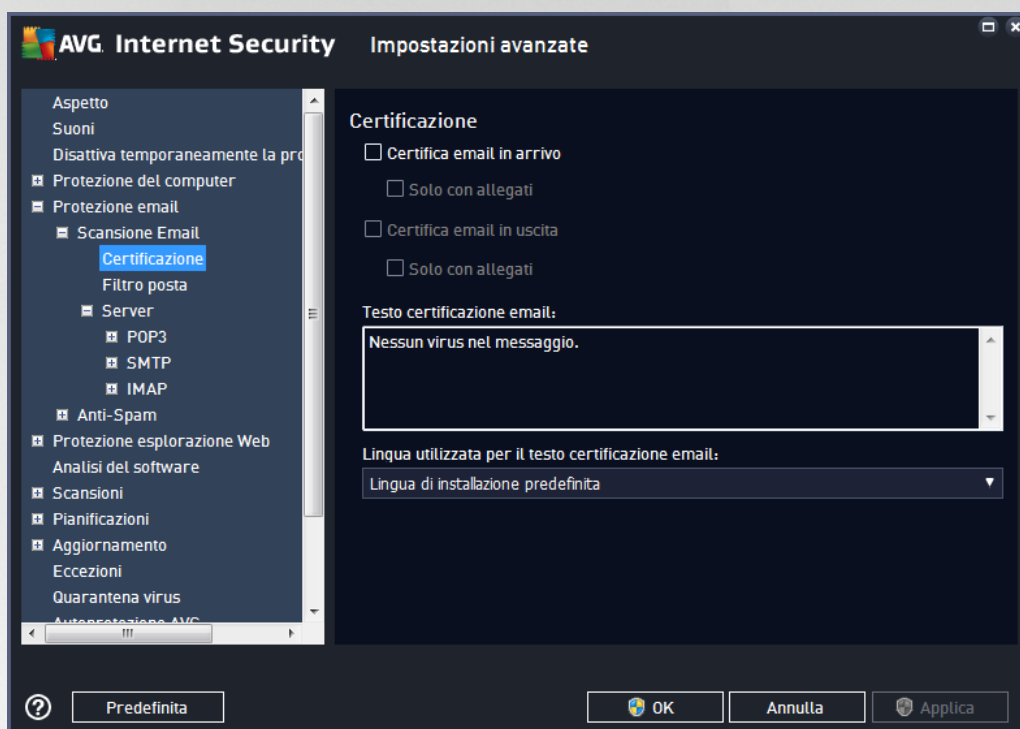 AVG. Internet Security Impostazioni avanzate
Aspetto
Suoni
Disattiva temporaneamente la pro
Protezione del computer
Protezione email
Scansione Email
Certificazione
Filtro posta
Server
POP3
SMTP
IMAP
Anti-Spam
Protezione esplorazione Web
Analisi del software
Scansioni
Pianificazioni
Aggiornamento
Eccezioni
Quarantena virus
Autoprotezione AVG
Certificazione
Certifica email in arrivo
Solo con allegati
Certifica email in uscita
Solo con allegati
Testo certificazione email:
Nessun virus nel messaggio.
Lingua utilizzata per il testo certificazione email:
Lingua di installazione predefinita
Predefinita
OK
Annulla
Applica